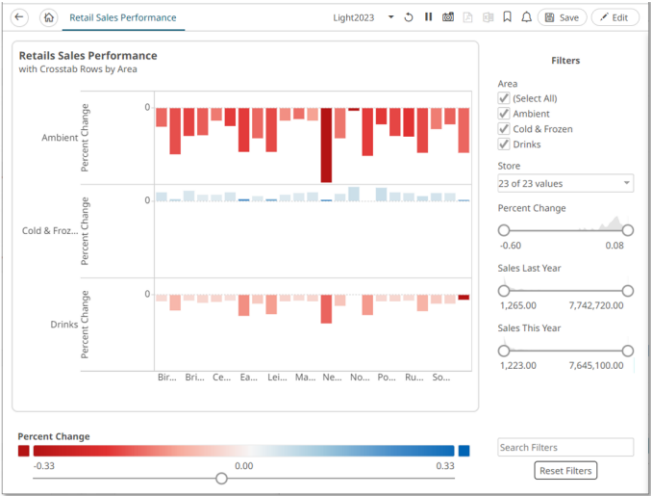 Retail Sales Performance
Light2023
Save
Edit
Retails Sales Performance
with Crosstab Rows by Area
Ambient
Percent Change
0
Cold & Froz...
Percent Change
0
Drinks
Percent Change
0
Bir... Bri... Ce... Ea... Lei... Ma... Ne... No... Po... Ru... So...
Filters
Area
(Select All)
Ambient
Cold & Frozen
Drinks
Store
23 of 23 values
Percent Change
-0.60 0.08
Sales Last Year
1,265.00 7,742,720.00
Sales This Year
1,223.00 7,645,100.00
Percent Change
-0.33 0.00 0.33
Search Filters
Reset Filters